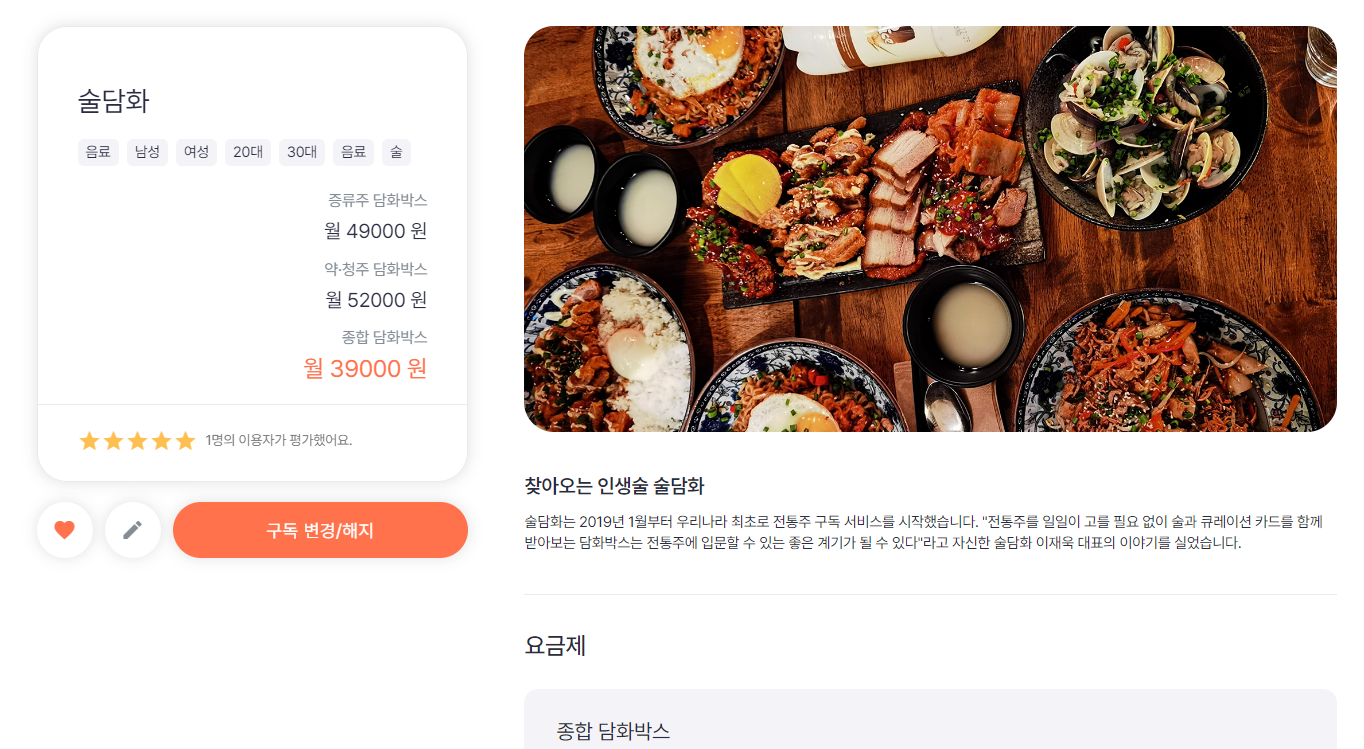 술담화
음료 남성 여성 20대 30대 음료 술
증류주 담화박스
월 49000 원
약·청주 담화박스
월 52000 원
종합 담화박스
월 39000 원
1명의 이용자가 평가했어요.
구독 변경/해지
찾아오는 인생술 술담화
술담화는 2019년 1월부터 우리나라 최초로 전통주 구독 서비스를 시작했습니다. "전통주를 일일이 고를 필요 없이 술과 큐레이션 카드를 함께
받아보는 담화박스는 전통주에 입문할 수 있는 좋은 계기가 될 수 있다"라고 자신한 술담화 이재욱 대표의 이야기를 실었습니다.
요금제
종합 담화박스